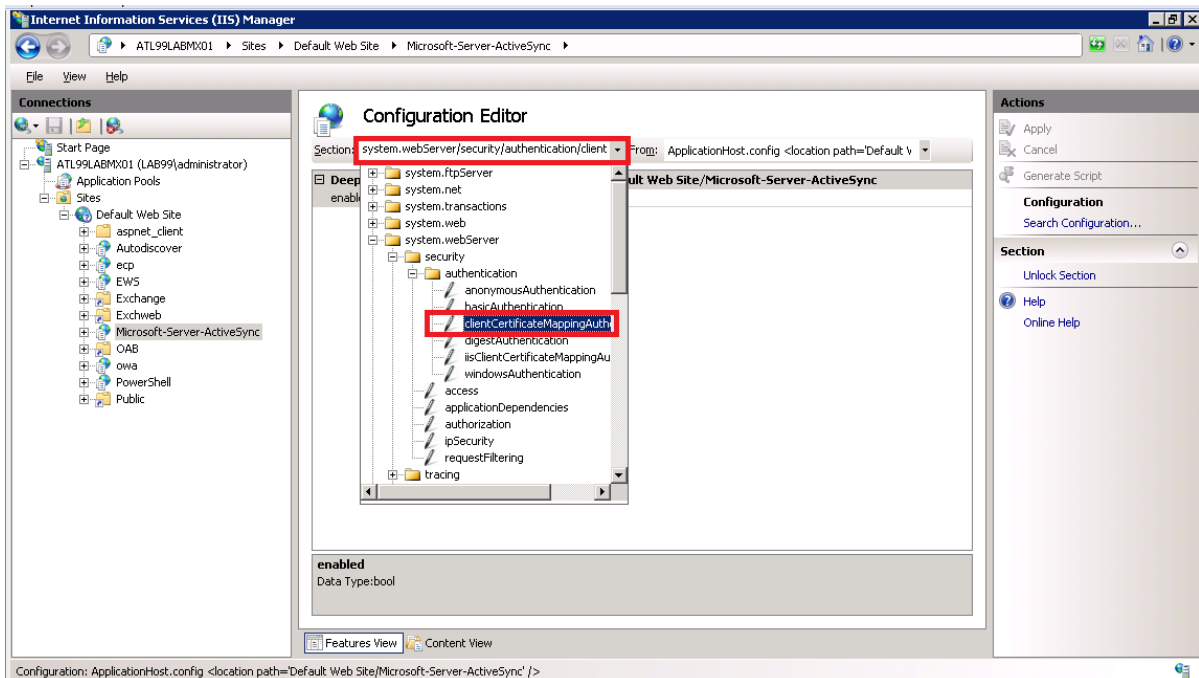 Internet Information Services (IIS) Manager
ATL99LABMX01 Sites Default Web Site Microsoft-Server-ActiveSync
File View Help
Connections
Start Page
ATL99LABMX01 (LAB99\administrator)
Application Pools
Sites
Default Web Site
aspnet_client
Autodiscover
ecp
EWS
Exchange
Exchweb
Microsoft-Server-ActiveSync
OAB
owa
PowerShell
Public
Configuration Editor
Section: system.webServer/security/authentication/client From: ApplicationHost.config <location path='Default
Deep ult Web Site/Microsoft-Server-ActiveSync
enabl
system.ftpServer
system.net
system.transactions
system.web
system.webServer
security
authentication
anonymousAuthentication
basicAuthentication
clientCertificateMappingAuth
digestAuthentication
iisClientCertificateMappingAu
windowsAuthentication
access
applicationDependencies
authorization
ipSecurity
requestFiltering
tracing
enabled
Data Type:bool
Features View Content View
Actions
Apply
Cancel
Generate Script
Configuration
Search Configuration...
Section
Unlock Section
Help
Online Help
Configuration: ApplicationHost.config <location path='Default Web Site/Microsoft-Server-ActiveSync' />